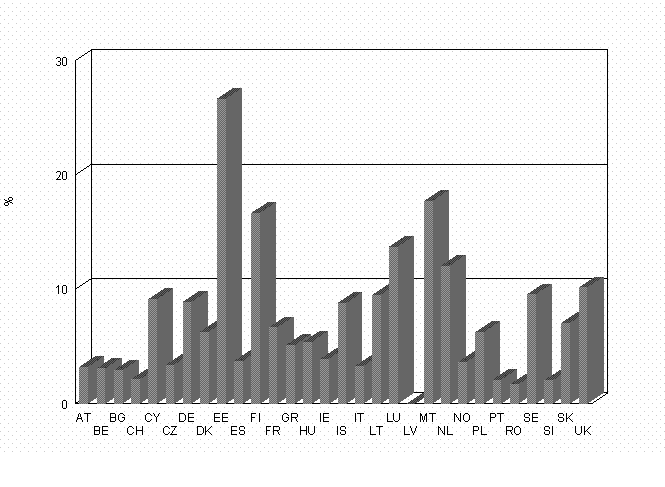 30
20
%
10
0
AT BG CY DE EE FI GR IE IT LU MT NO PT SE SK
BE CH CZ DK ES FR HU IS LT LV NL PL RO SI UK